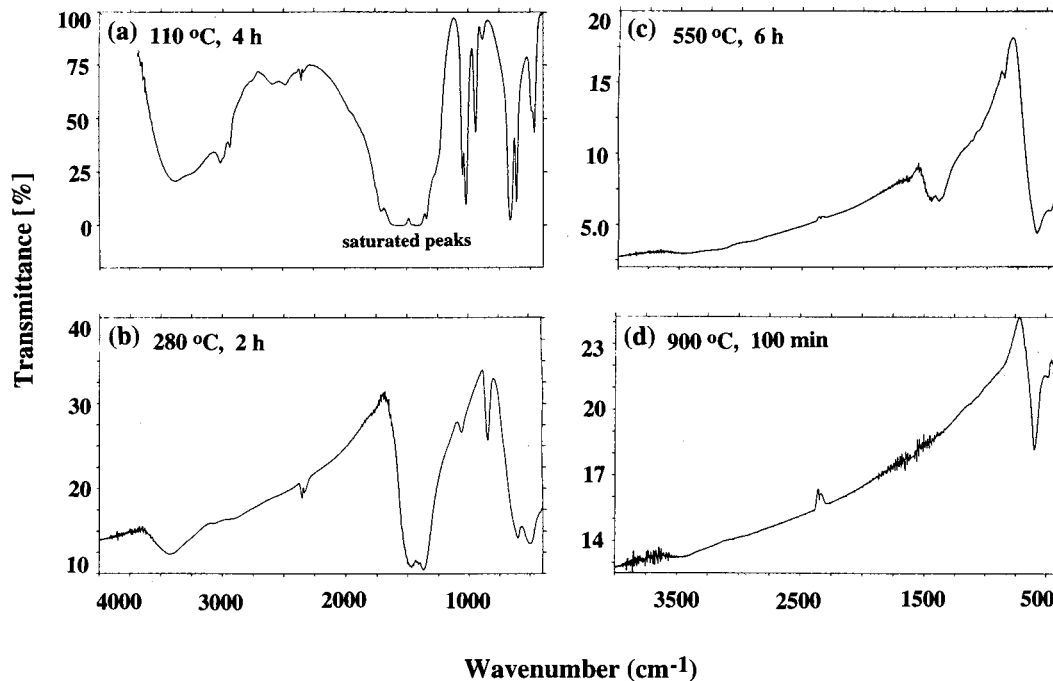 100
(a) 110 °C, 4 h
75
50
25
0
saturated peaks
20
(c) 550 °C, 6 h
15
10
5.0
Transmittance [%]
40
(b) 280 °C, 2 h
30
20
10
4000 3000 2000 1000
(d) 900 °C, 100 min
23
20
17
14
3500 2500 1500 500
Wavenumber (cm-1)